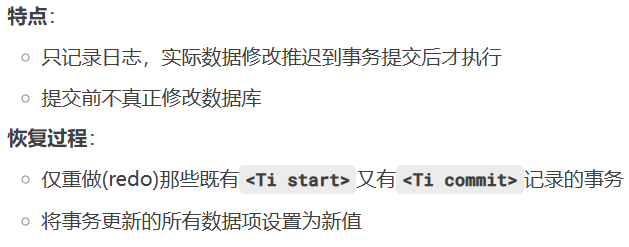 特点：
只记录日志，实际数据修改推迟到事务提交后才执行
提交前不真正修改数据库
恢复过程：
仅重做(redo)那些既有<Ti start>又有<Ti commit>记录的事务
将事务更新的所有数据项设置为新值